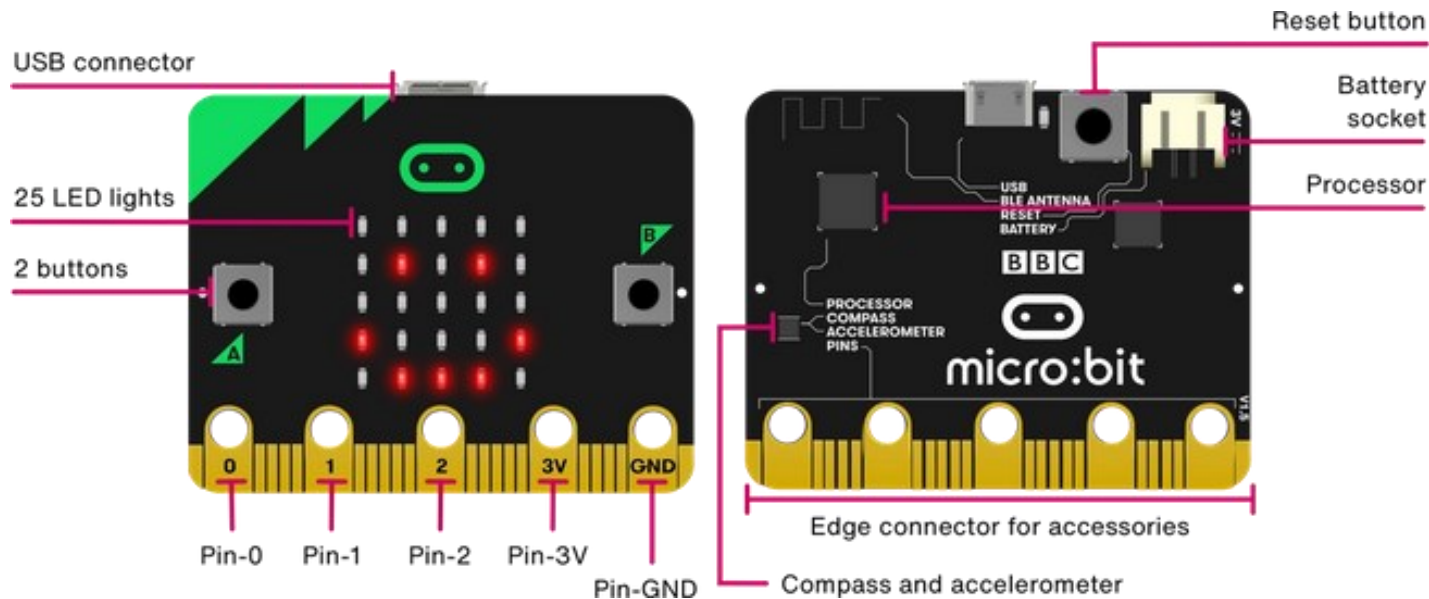 USB connector
25 LED lights
2 buttons
A
B
0 1 2 3V GND
Pin-0 Pin-1 Pin-2 Pin-3V
Pin-GND
Reset button
Battery
socket
Processor
3V
USB
BLE ANTENNA
RESET
BATTERY
BBC
PROCESSOR
COMPASS
ACCELEROMETER
PINS
micro:bit
V1.5
Edge connector for accessories
Compass and accelerometer